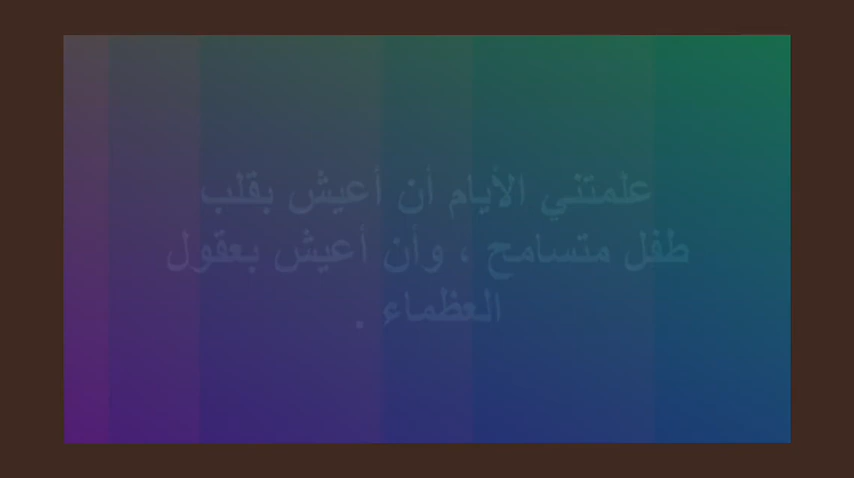 علمتني الأيام أن أعيش بقلب
طفل متسامح ، وأن أعيش بعقول
العظماء .